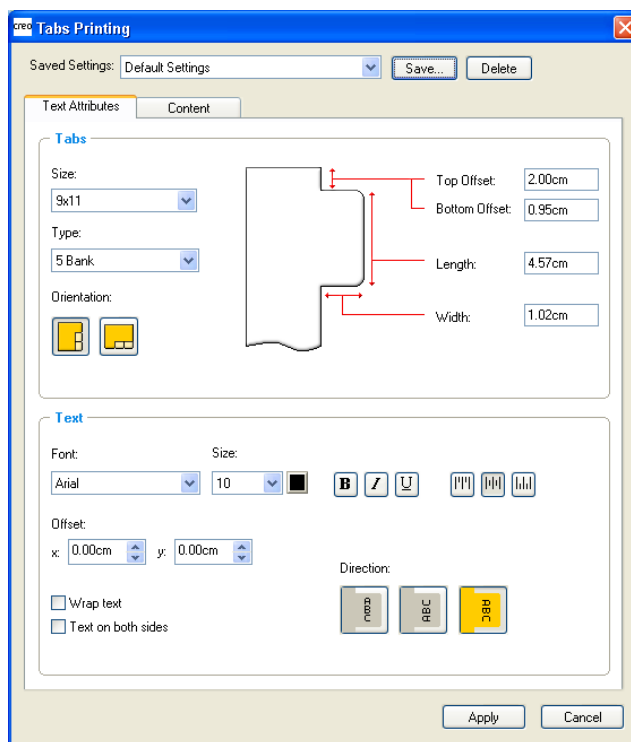 creo Tabs Printing
Saved Settings: Default Settings Save... Delete
Text Attributes Content
Tabs
Size:
9x11
Type:
5 Bank
Orientation:
Top Offset: 2.00cm
Bottom Offset: 0.95cm
Length: 4.57cm
Width: 1.02cm
Text
Font: Size:
Arial 10 B I U
Offset:
x: 0.00cm y: 0.00cm
Direction:
Wrap text
Text on both sides
ABC ABC ABC
Apply Cancel